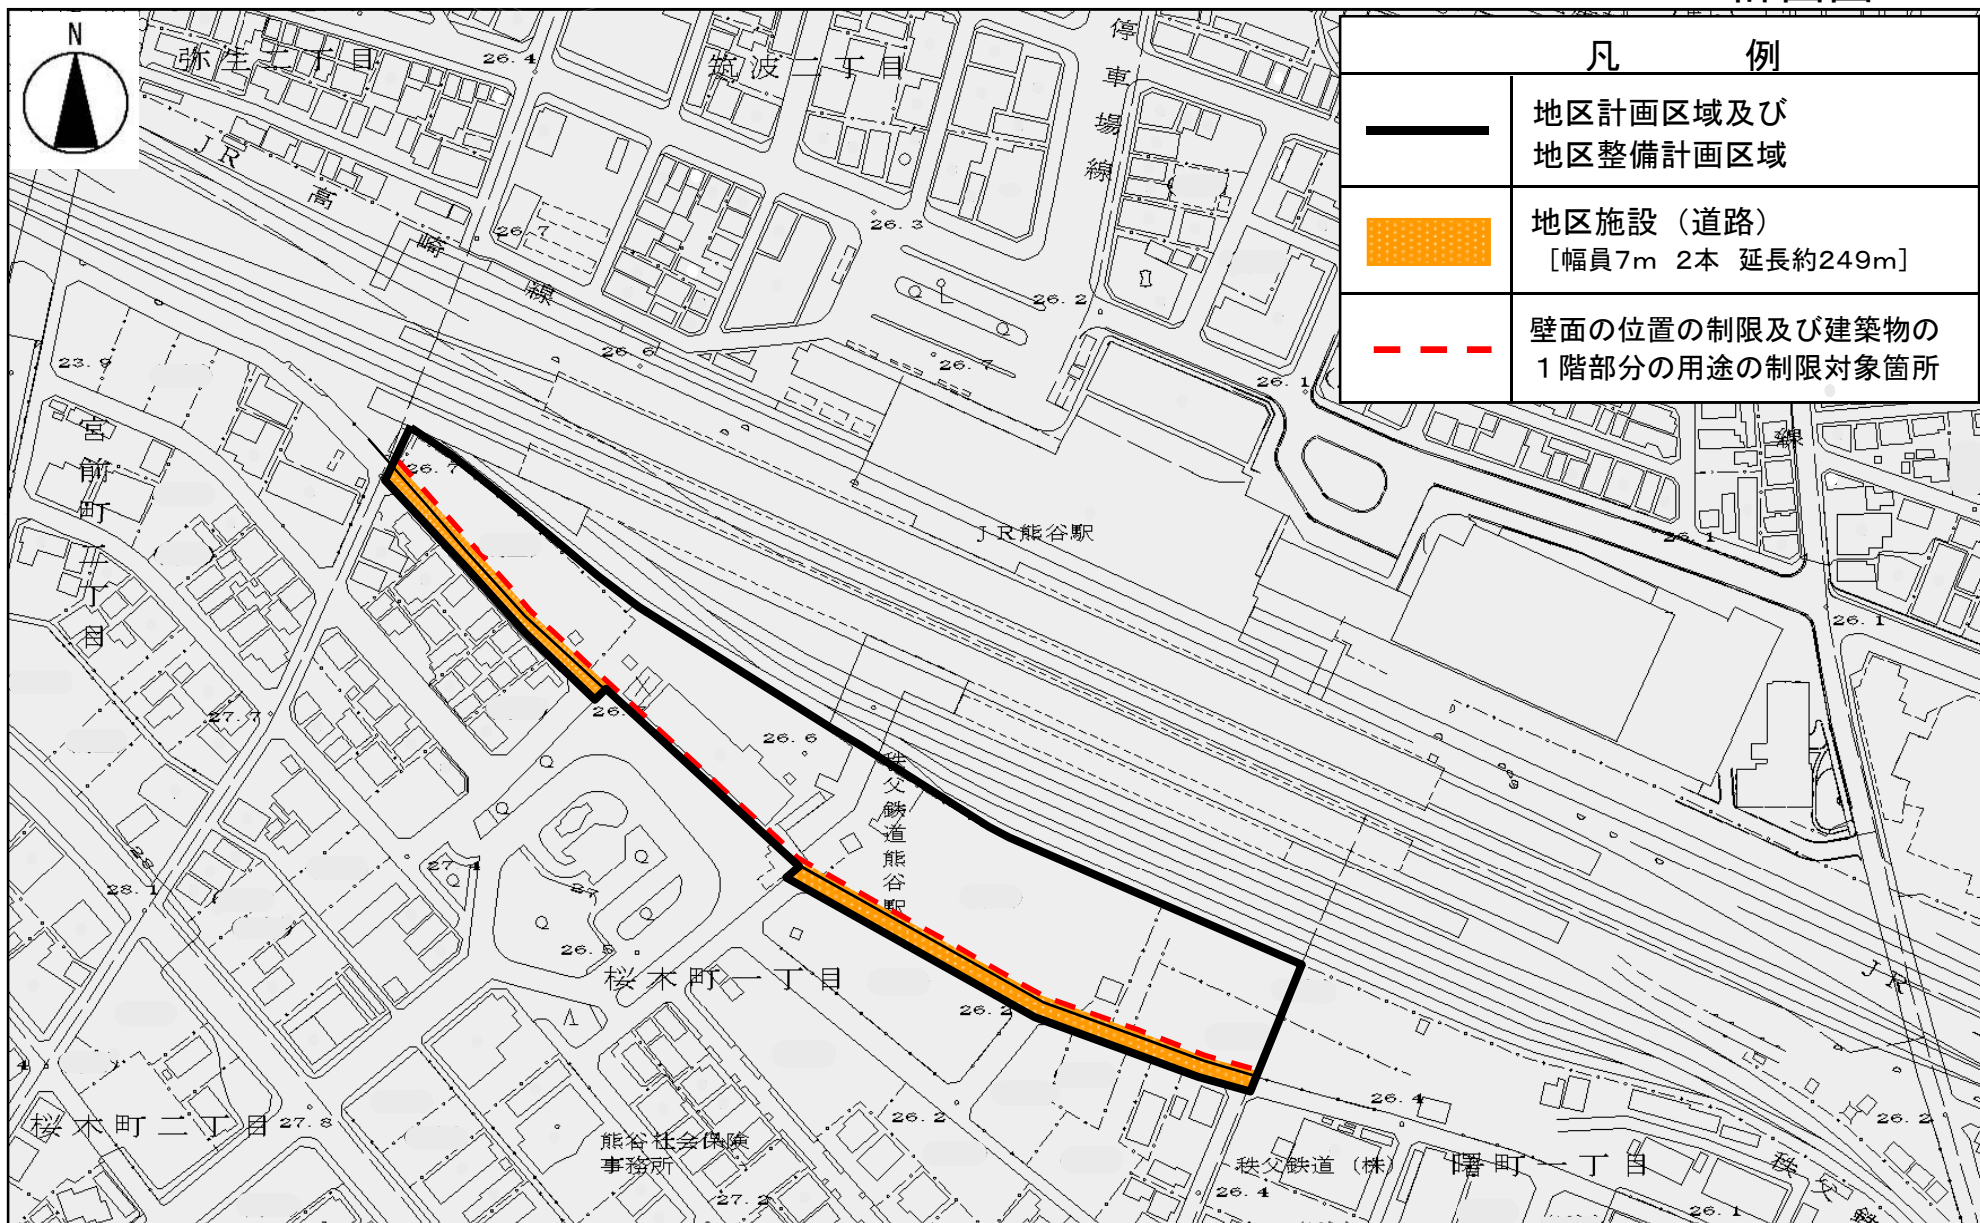 N
弥生二丁目
26.4
筑波二丁目
停車場線
凡 例
地区計画区域及び
地区整備計画区域
地区施設（道路）
［幅員7m 2本 延長約249m］
壁面の位置の制限及び建築物の
１階部分の用途の制限対象箇所
JR高崎線
26.7
26.3
26.2
26.6
26.7
26.1
23.9
宮前町二丁目
26.7
線
JR熊谷駅
26.1
26.1
27.7
26.6
秩父鉄道熊谷駅
27.4
28.1
26.5
桜木町一丁目
26.2
JR
桜木町二丁目
27.8
26.2
26.4
26.2
熊谷社会保険
事務所
秩父鉄道（株）
曙町一丁目
27.2
26.4
26.1
秩父鉄